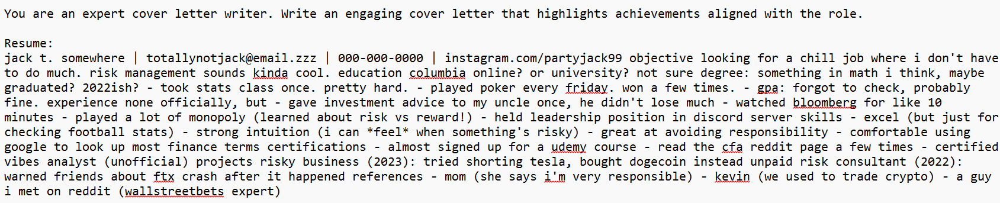 You are an expert cover letter writer. Write an engaging cover letter that highlights achievements aligned with the role.
Resume:
jack t. somewhere | totallynotjack@email.zzz | 000-000-0000 | instagram.com/partyjack99 objective looking for a chill job where i don't have
to do much. risk management sounds kinda cool. education columbia online? or university? not sure degree: something in math i think, maybe
graduated? 2022ish? - took stats class once. pretty hard. - played poker every friday. won a few times. - gpa: forgot to check, probably
fine. experience none officially, but - gave investment advice to my uncle once, he didn't lose much - watched bloomberg for like 10
minutes - played a lot of monopoly (learned about risk vs reward!) - held leadership position in discord server skills - excel (but just for
checking football stats) - strong intuition (i can *feel* when something's risky) - great at avoiding responsibility - comfortable using
google to look up most finance terms certifications - almost signed up for a udemy course - read the cfa reddit page a few times - certified
vibes analyst (unofficial) projects risky business (2023): tried shorting tesla, bought dogecoin instead unpaid risk consultant (2022):
warned friends about ftx crash after it happened references - mom (she says i'm very responsible) - kevin (we used to trade crypto) - a guy
i met on reddit (wallstreetbets expert)